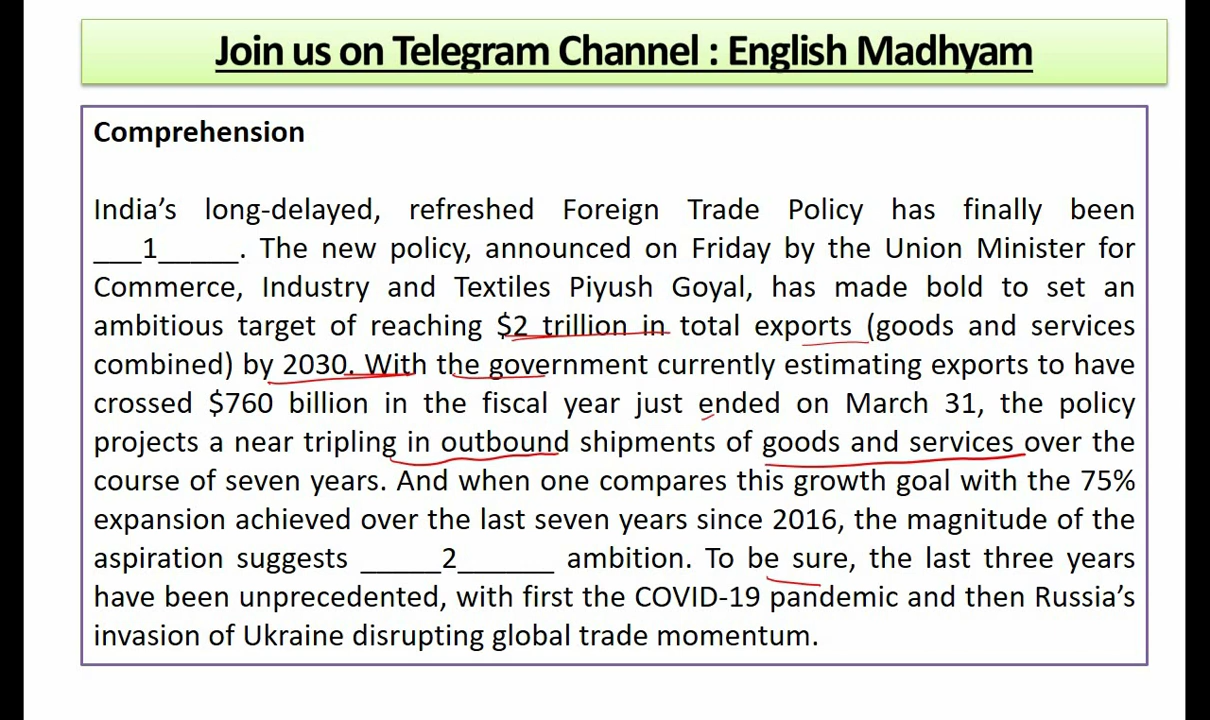 Join us on Telegram Channel : English Madhyam
Comprehension
India’s long-delayed, refreshed Foreign Trade Policy has finally been
___1_____. The new policy, announced on Friday by the Union Minister for
Commerce, Industry and Textiles Piyush Goyal, has made bold to set an
ambitious target of reaching $2 trillion in total exports (goods and services
combined) by 2030. With the government currently estimating exports to have
crossed $760 billion in the fiscal year just ended on March 31, the policy
projects a near tripling in outbound shipments of goods and services over the
course of seven years. And when one compares this growth goal with the 75%
expansion achieved over the last seven years since 2016, the magnitude of the
aspiration suggests _____2______ ambition. To be sure, the last three years
have been unprecedented, with first the COVID-19 pandemic and then Russia’s
invasion of Ukraine disrupting global trade momentum.